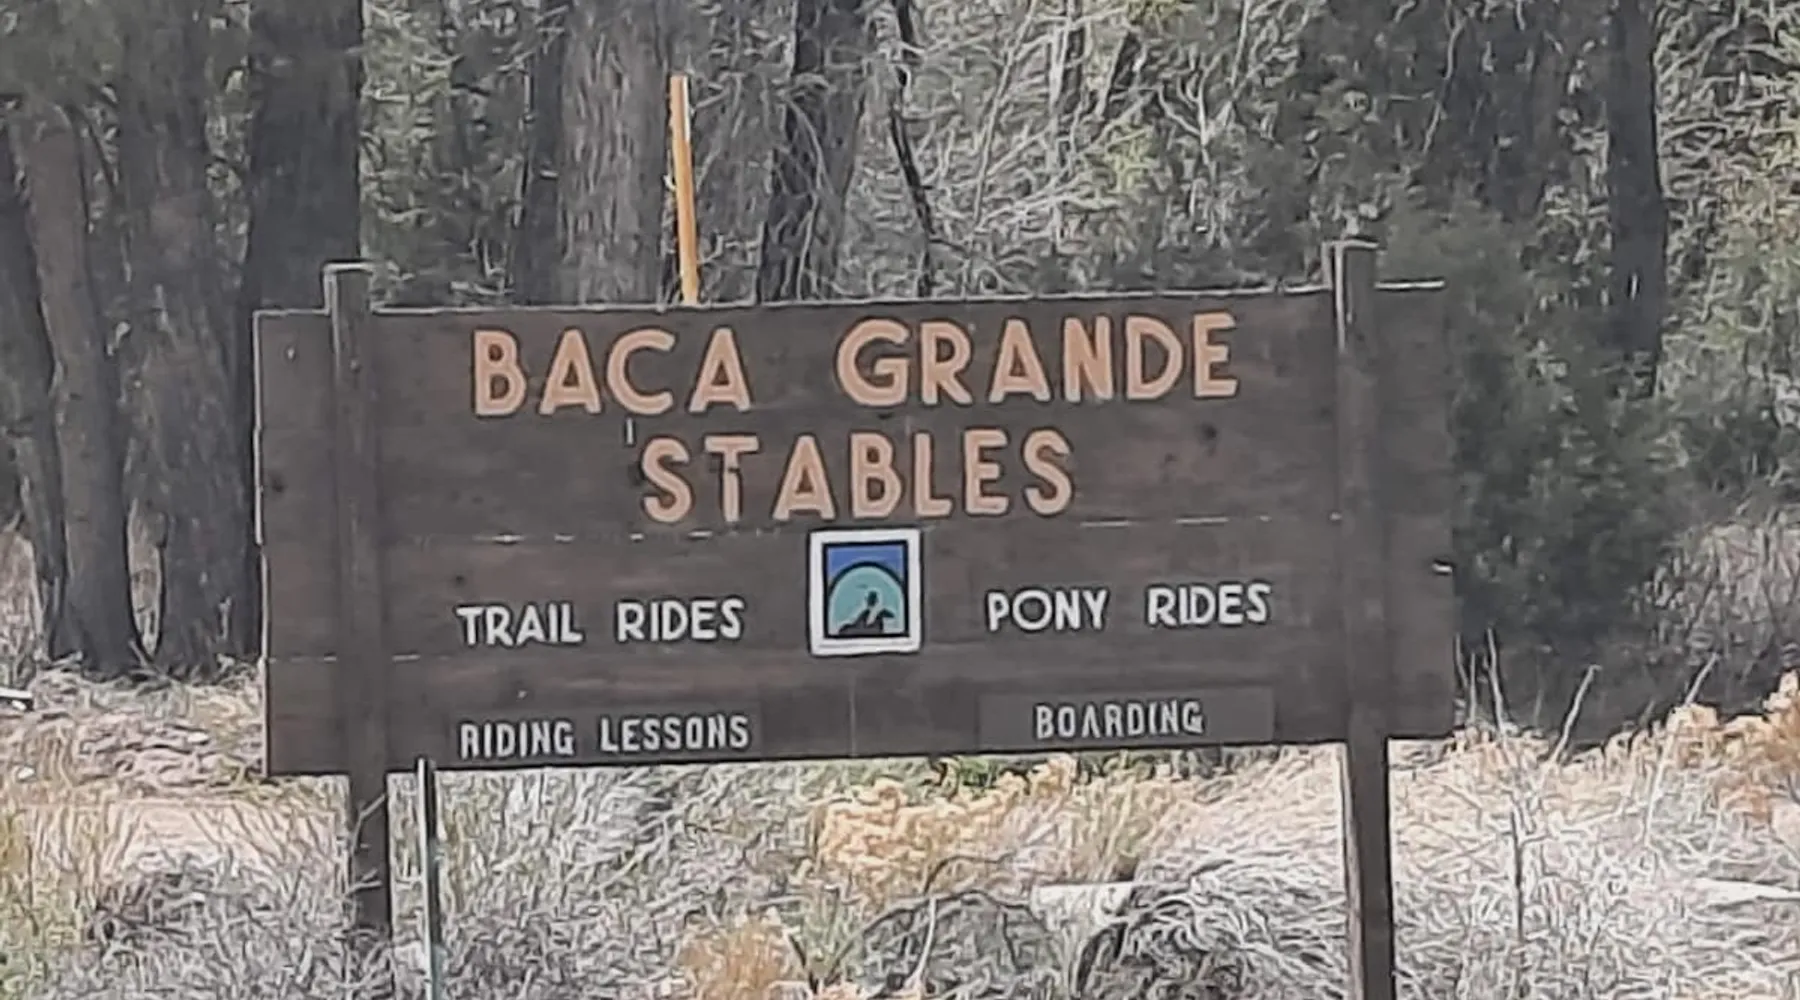 BACA GRANDE
STABLES
TRAIL RIDES
PONY RIDES
RIDING LESSONS
BOARDING